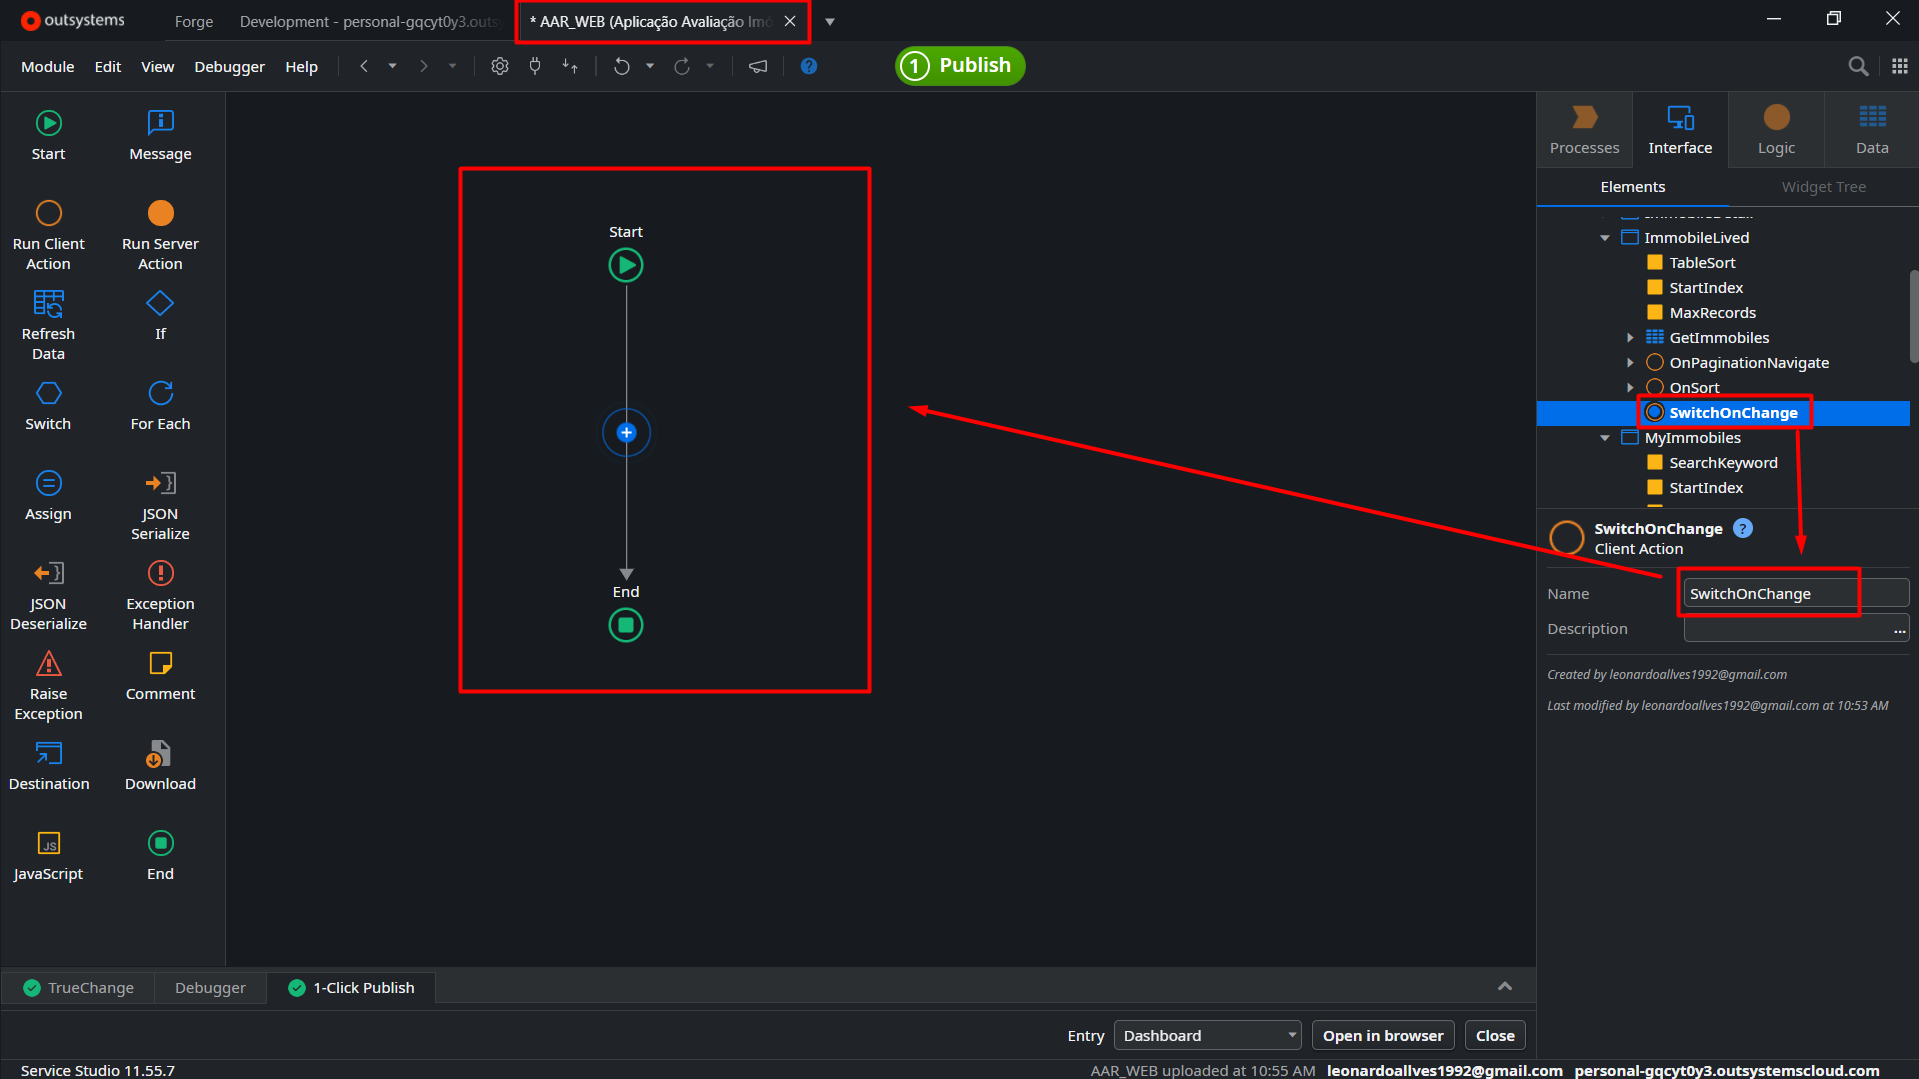 outsystems
Forge
Development - personal-gqcyt0y3.outs
* AAR_WEB (Aplicação Avaliação Imó
Module Edit View Debugger Help
1 Publish
Start
Message
Run Client
Action
Run Server
Action
Refresh
Data
If
Switch
For Each
Assign
JSON
Serialize
JSON
Deserialize
Exception
Handler
Raise
Exception
Comment
Destination
Download
JS
JavaScript
End
Start
End
Processes
Interface
Logic
Data
Elements
Widget Tree
ImmobileLived
TableSort
StartIndex
MaxRecords
GetImmobiles
OnPaginationNavigate
OnSort
SwitchOnChange
MyImmobiles
SearchKeyword
StartIndex
SwitchOnChange ?
Client Action
Name SwitchOnChange
Description ...
Created by leonardoallves1992@gmail.com
Last modified by leonardoallves1992@gmail.com at 10:53 AM
TrueChange
Debugger
1-Click Publish
Entry Dashboard Open in browser Close
Service Studio 11.55.7
AAR_WEB uploaded at 10:55 AM leonardoallves1992@gmail.com personal-gqcyt0y3.outsystemscloud.com